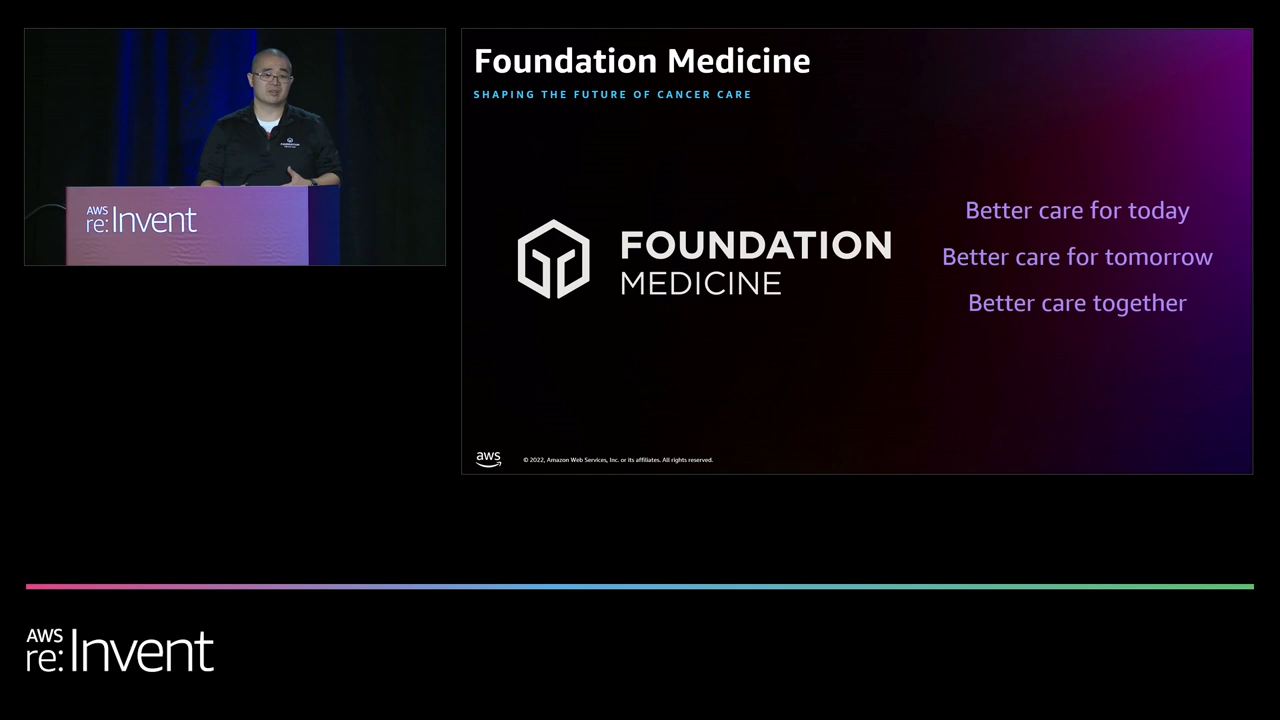 AWS
re:Invent
Foundation Medicine
SHAPING THE FUTURE OF CANCER CARE
FOUNDATION
MEDICINE
Better care for today
Better care for tomorrow
Better care together
aws
© 2022, Amazon Web Services, Inc. or its affiliates. All rights reserved.
AWS
re:Invent